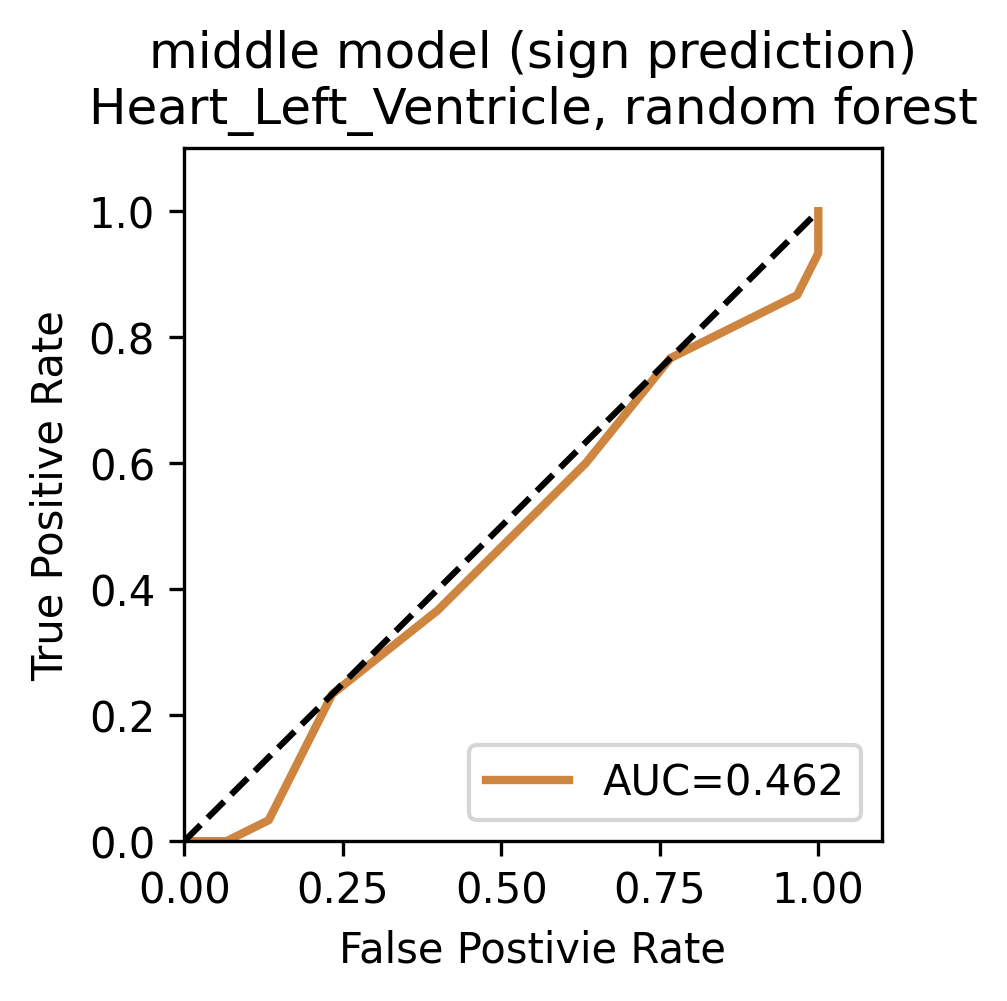 middle model (sign prediction)
Heart_Left_Ventricle, random forest
True Positive Rate
1.0
0.8
0.6
0.4
0.2
0.0
AUC=0.462
0.00 0.25 0.50 0.75 1.00
False Postivie Rate